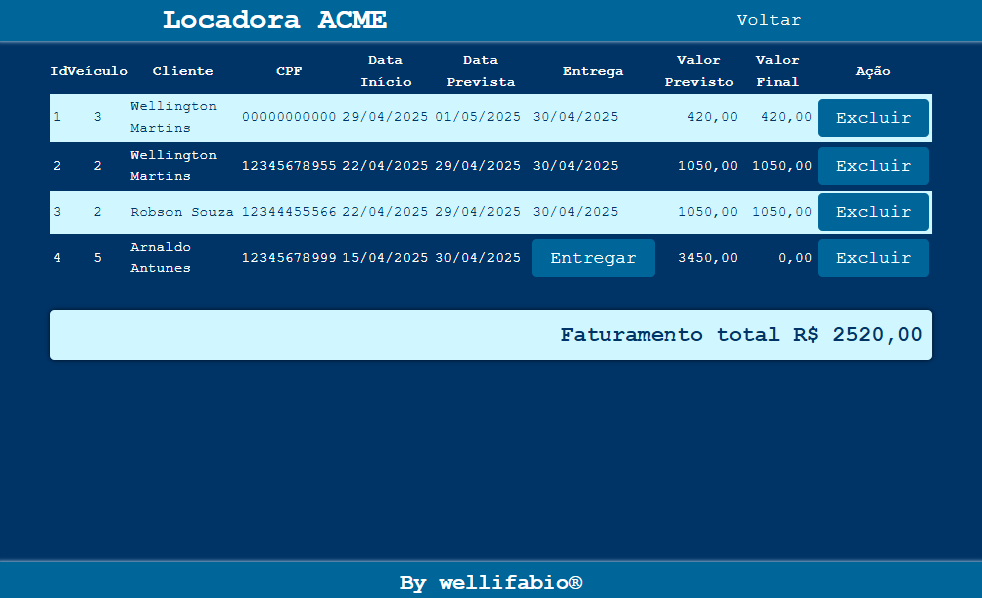 Locadora ACME Voltar
Id Veículo Cliente CPF Data Início Data Prevista Entrega Valor Previsto Valor Final Ação
1 3 Wellington Martins 00000000000 29/04/2025 01/05/2025 30/04/2025 420,00 420,00 Excluir
2 2 Wellington Martins 12345678955 22/04/2025 29/04/2025 30/04/2025 1050,00 1050,00 Excluir
3 2 Robson Souza 12344455566 22/04/2025 29/04/2025 30/04/2025 1050,00 1050,00 Excluir
4 5 Arnaldo Antunes 12345678999 15/04/2025 30/04/2025 Entregar 3450,00 0,00 Excluir
Faturamento total R$ 2520,00
By wellifabio®